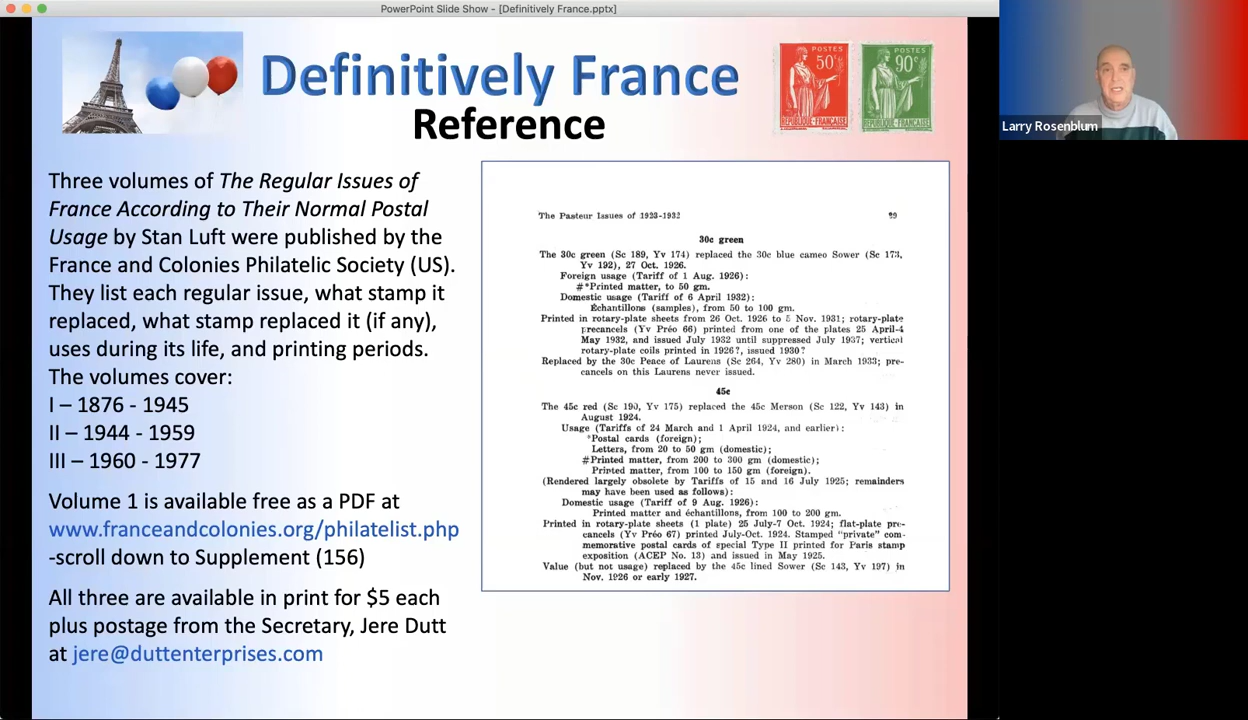 PowerPoint Slide Show - [Definitively France.pptx]
Definitively France
Reference
POSTES
50c
REPUBLIQUE-FRANCAISE
POSTES
90c
REPUBLIQUE-FRANCAISE
Larry Rosenblum
Three volumes of The Regular Issues of
France According to Their Normal Postal
Usage by Stan Luft were published by the
France and Colonies Philatelic Society (US).
They list each regular issue, what stamp it
replaced, what stamp replaced it (if any),
uses during its life, and printing periods.
The volumes cover:
I – 1876 - 1945
II – 1944 - 1959
III – 1960 - 1977
Volume 1 is available free as a PDF at
www.franceandcolonies.org/philatelist.php
-scroll down to Supplement (156)
All three are available in print for $5 each
plus postage from the Secretary, Jere Dutt
at jere@duttenterprises.com
The Pasteur Issues of 1923-1932
30c green
The 30c green (Sc 189, Yv 174) replaced the 30c blue cameo Sower (Sc 173,
Yv 192), 27 Oct. 1926.
Foreign usage (Tariff of 1 Aug. 1926):
#*Printed matter, to 50 gm.
Domestic usage (Tariff of 6 April 1932):
Échantillons (samples), from 50 to 100 gm.
Printed in rotary-plate sheets from 26 Oct. 1926 to 5 Nov. 1931; rotary-plate
precancels (Yv Préo 66) printed from one of the plates 25 April-4
May 1932, and issued July 1932 until suppressed July 1937; vertical
rotary-plate coils printed in 1926?, issued 1930?
Replaced by the 30c Peace of Laurens (Sc 264, Yv 280) in March 1933; pre-
cancels on this Laurens never issued.
45c
The 45c red (Sc 190, Yv 175) replaced the 45c Merson (Sc 122, Yv 143) in
August 1924.
Usage (Tariffs of 24 March and 1 April 1924, and earlier):
*Postal cards (foreign);
Letters, from 20 to 50 gm (domestic);
#Printed matter, from 200 to 300 gm (domestic);
Printed matter, from 100 to 150 gm (foreign).
(Rendered largely obsolete by Tariffs of 15 and 16 July 1925; remainders
may have been used as follows):
Domestic usage (Tariff of 9 Aug. 1926):
Printed matter and échantillons, from 100 to 200 gm.
Printed in rotary-plate sheets (1 plate) 25 July-7 Oct. 1924; flat-plate pre-
cancels (Yv Préo 67) printed July-Oct. 1924. Stamped "private" com-
memorative postal cards of special Type II printed for Paris stamp
exposition (ACEP No. 13) and issued in May 1925.
Value (but not usage) replaced by the 45c lined Sower (Sc 143, Yv 197) in
Nov. 1926 or early 1927.